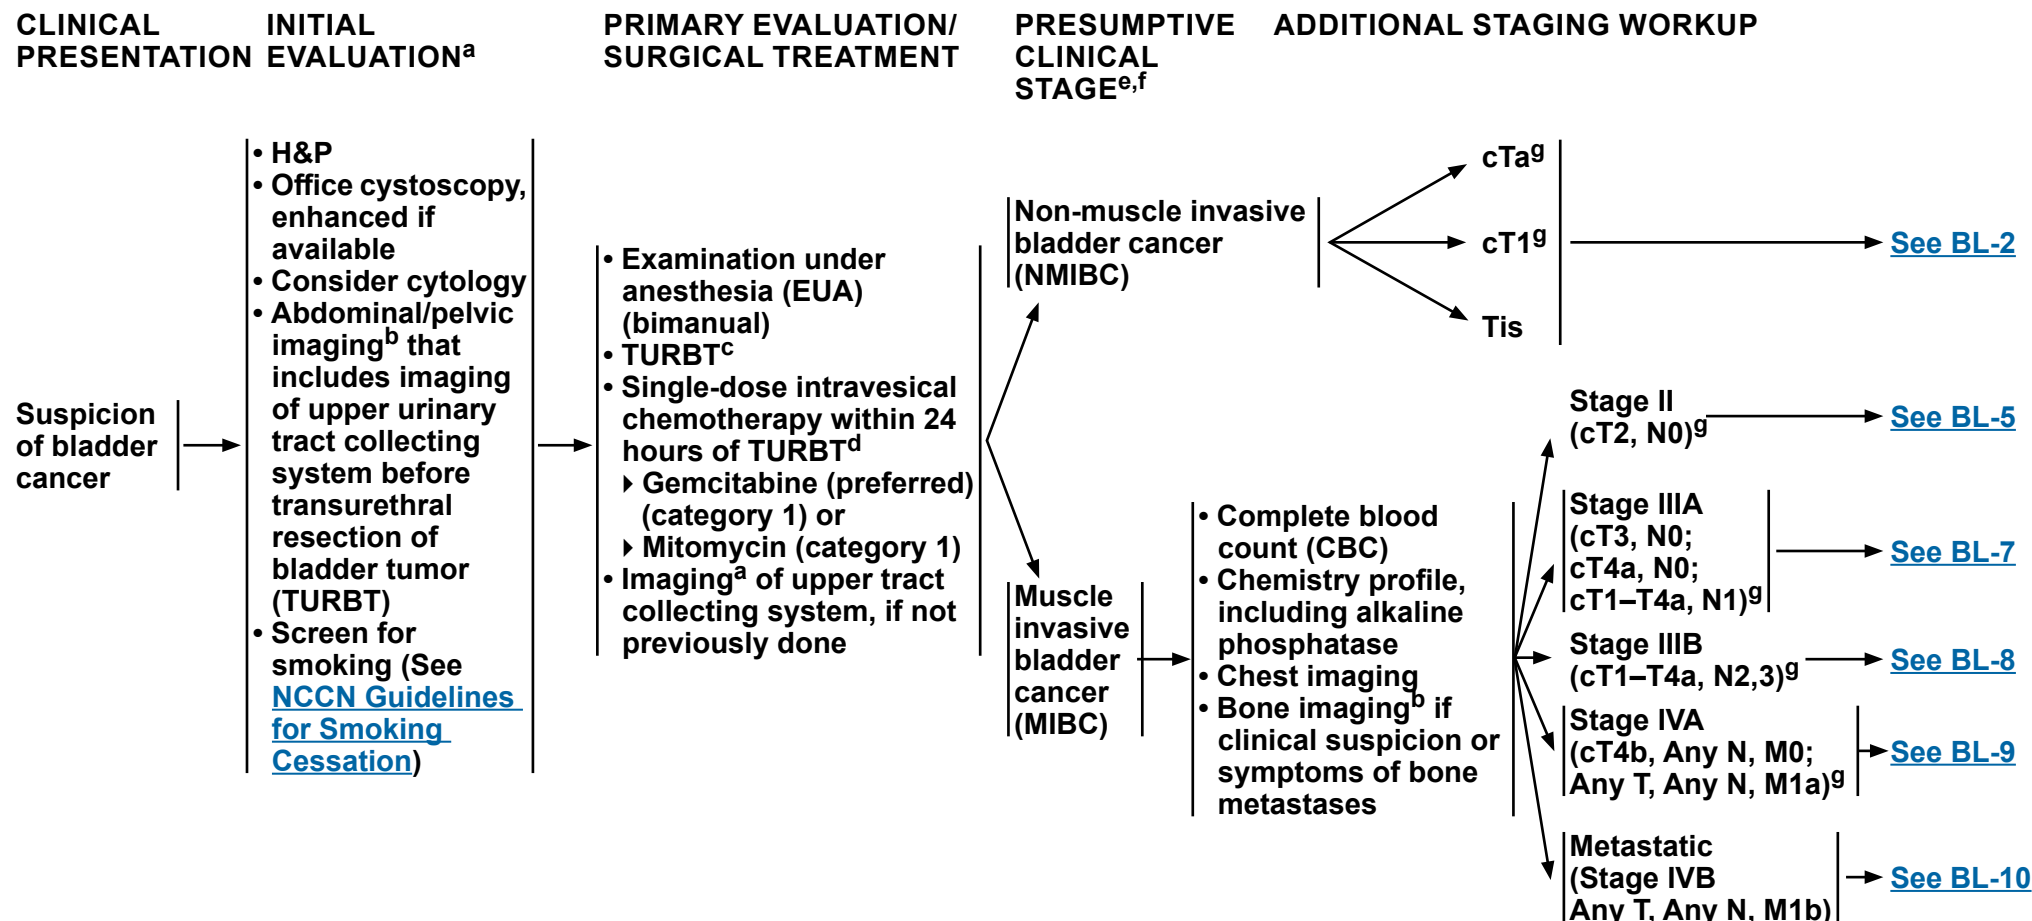 CLINICAL
PRESENTATION
INITIAL
EVALUATIONa
PRIMARY EVALUATION/
SURGICAL TREATMENT
PRESUMPTIVE
CLINICAL
STAGEe,f
ADDITIONAL STAGING WORKUP
Suspicion
of bladder
cancer
• H&P
• Office cystoscopy,
enhanced if
available
• Consider cytology
• Abdominal/pelvic
imagingb that
includes imaging
of upper urinary
tract collecting
system before
transurethral
resection of
bladder tumor
(TURBT)
• Screen for
smoking (See
NCCN Guidelines
for Smoking
Cessation)
• Examination under
anesthesia (EUA)
(bimanual)
• TURBTc
• Single-dose intravesical
chemotherapy within 24
hours of TURBTd
Gemcitabine (preferred)
(category 1) or
Mitomycin (category 1)
• Imaginga of upper tract
collecting system, if not
previously done
Non-muscle invasive
bladder cancer
(NMIBC)
cTag
cT1g
Tis
See BL-2
Muscle
invasive
bladder
cancer
(MIBC)
• Complete blood
count (CBC)
• Chemistry profile,
including alkaline
phosphatase
• Chest imaging
• Bone imagingb if
clinical suspicion or
symptoms of bone
metastases
Stage II
(cT2, N0)g
See BL-5
Stage IIIA
(cT3, N0;
cT4a, N0;
cT1–T4a, N1)g
See BL-7
Stage IIIB
(cT1–T4a, N2,3)g
See BL-8
Stage IVA
(cT4b, Any N, M0;
Any T, Any N, M1a)g
See BL-9
Metastatic
(Stage IVB
Any T, Any N, M1b)
See BL-10